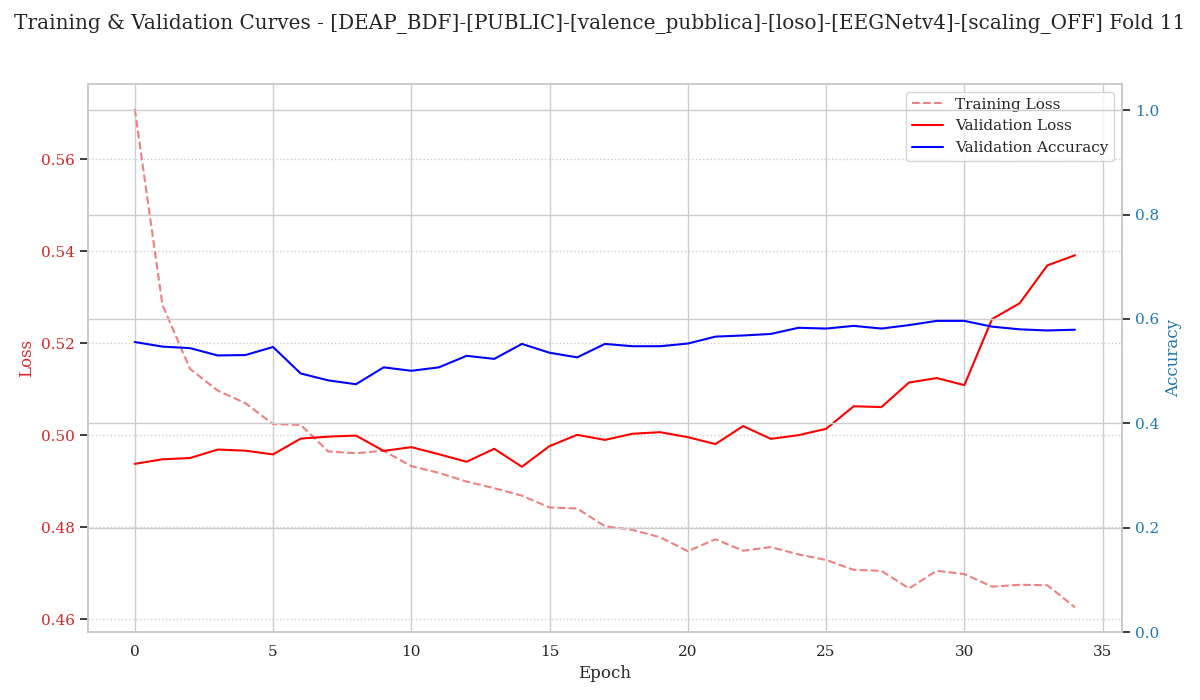 Training & Validation Curves - [DEAP_BDF]-[PUBLIC]-[valence_pubblica]-[loso]-[EEGNetv4]-[scaling_OFF] Fold 11
Training Loss
Validation Loss
Validation Accuracy
Loss
0.56
0.54
0.52
0.50
0.48
0.46
1.0
0.8
0.6
0.4
0.2
0.0
Accuracy
0 5 10 15 20 25 30 35
Epoch